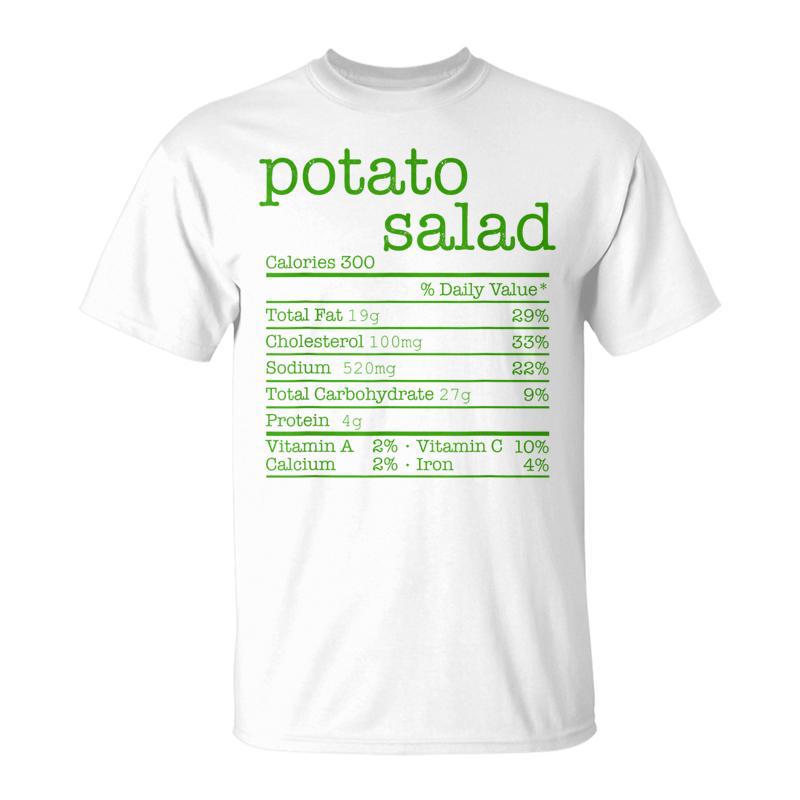 potato
salad
Calories 300
% Daily Value*
Total Fat 19g 29%
Cholesterol 100mg 33%
Sodium 520mg 22%
Total Carbohydrate 27g 9%
Protein 4g
Vitamin A 2% · Vitamin C 10%
Calcium 2% · Iron 4%